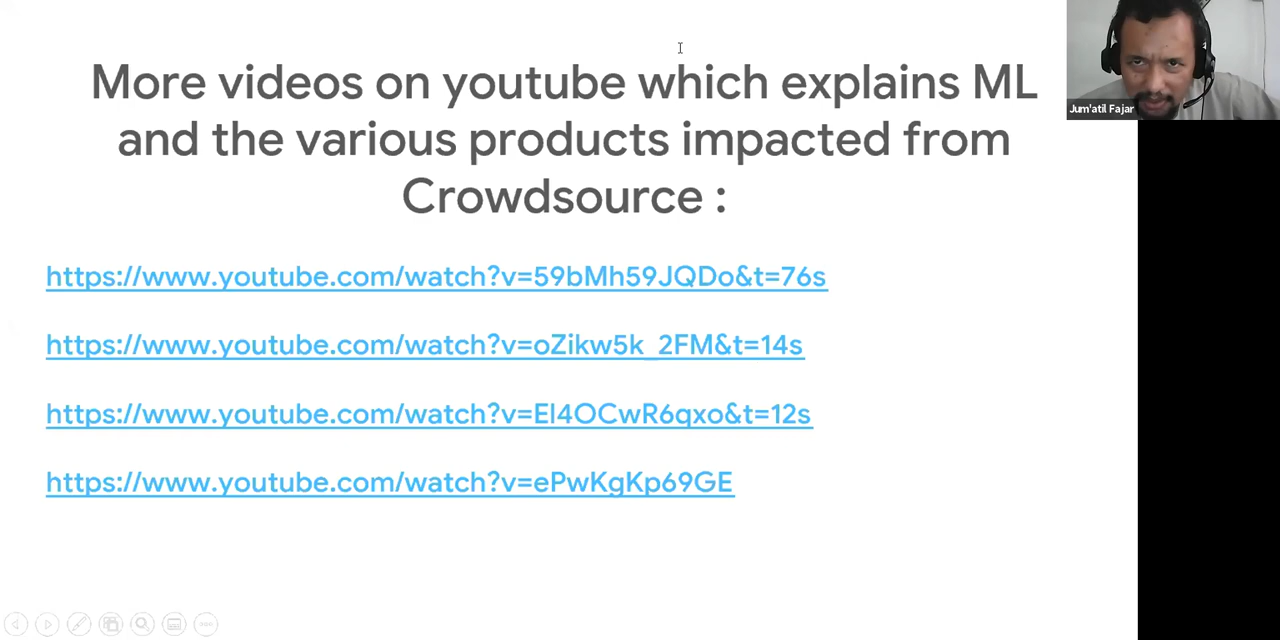 More videos on youtube which explains ML
and the various products impacted from
Crowdsource :
Jum'atil Fajar
https://www.youtube.com/watch?v=59bMh59JQDo&t=76s
https://www.youtube.com/watch?v=oZikw5k_2FM&t=14s
https://www.youtube.com/watch?v=El4OCwR6qxo&t=12s
https://www.youtube.com/watch?v=ePwKgKp69GE